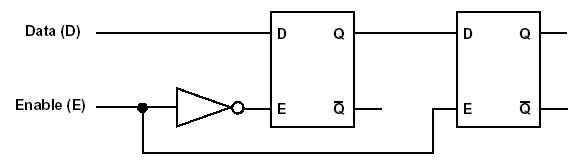 Data (D)
D Q
D Q
Enable (E)
E Q̅
E Q̅